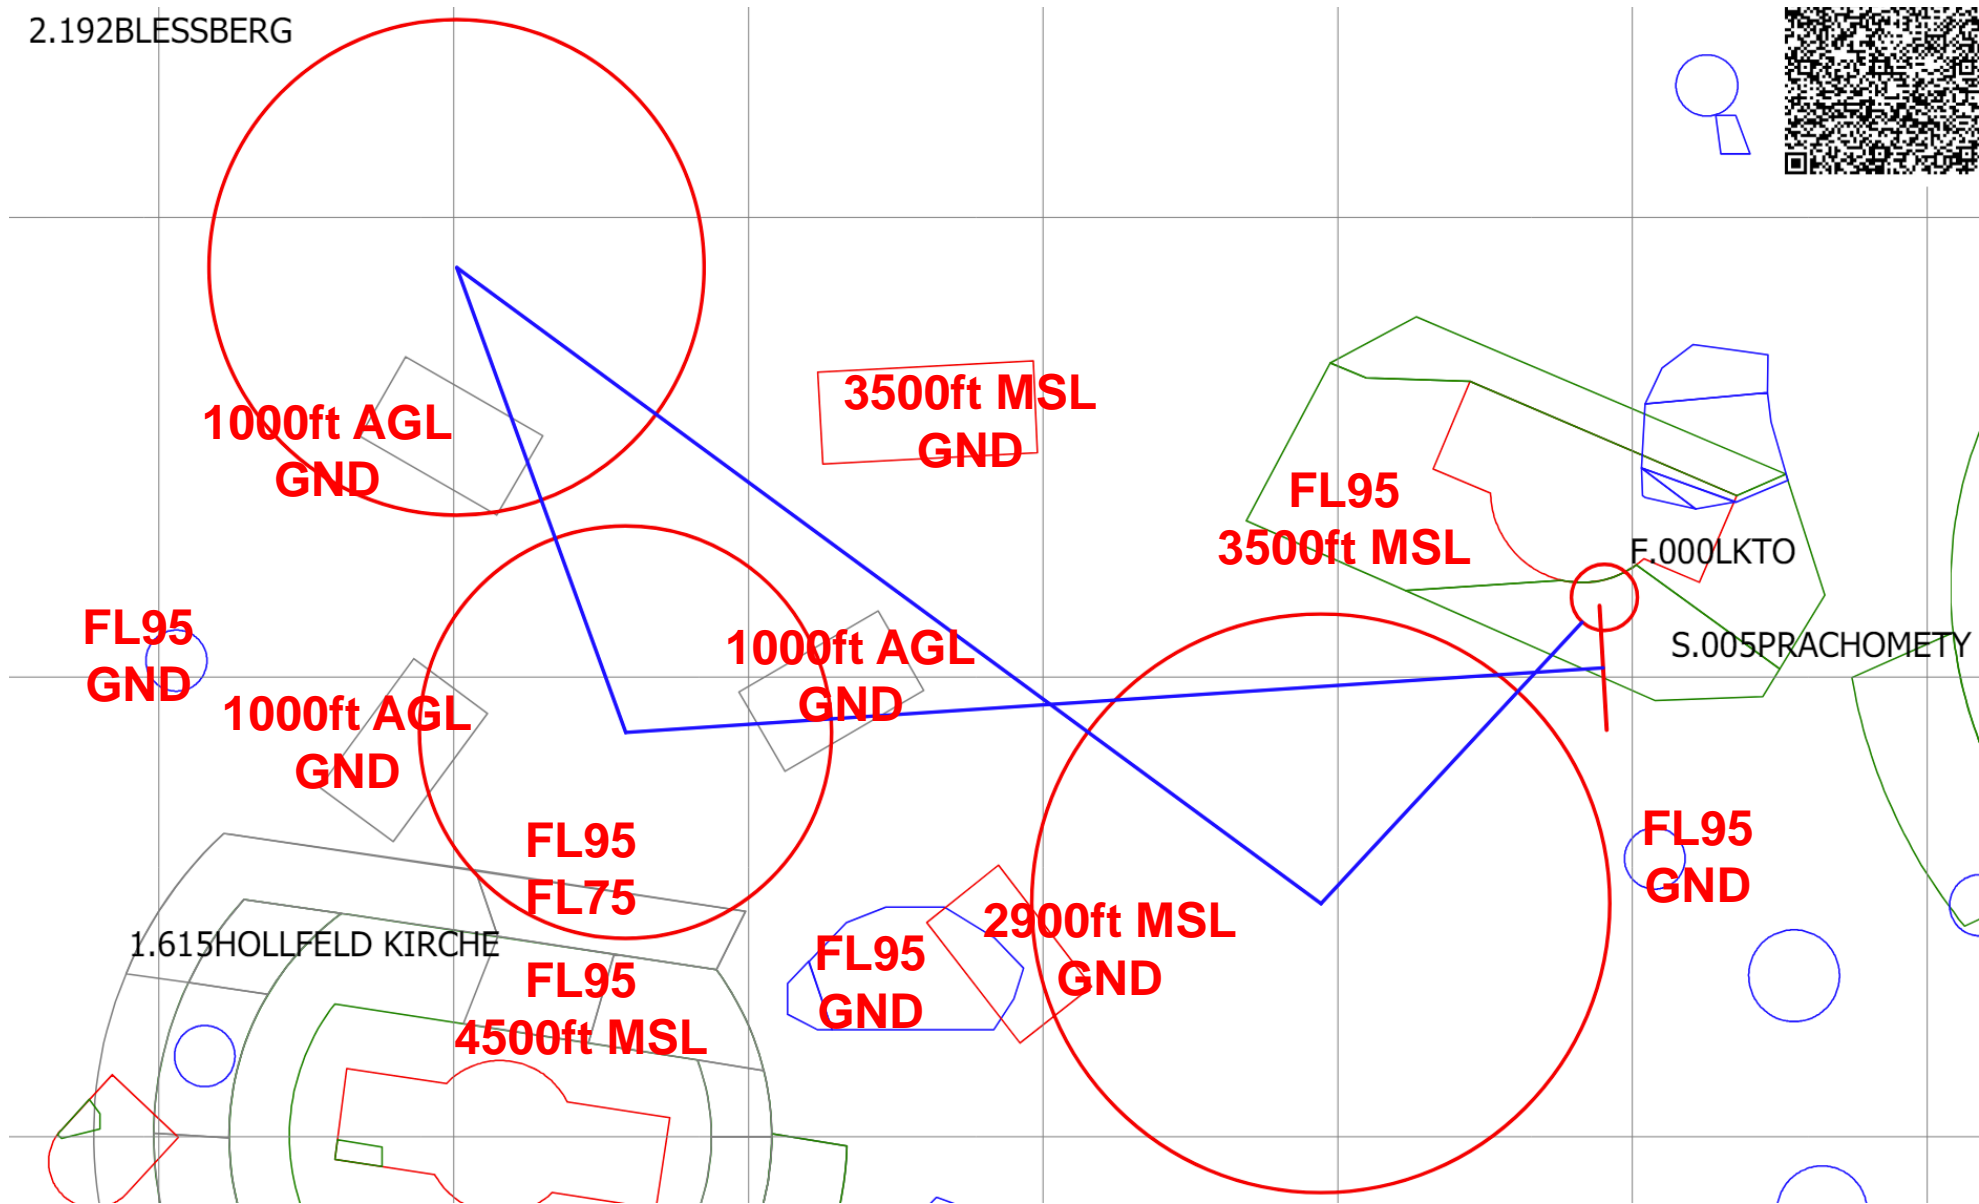 2.192BLESSBERG
1000ft AGL
GND
3500ft MSL
GND
FL95
3500ft MSL
F.000LKTO
S.005PRACHOMETY
FL95
GND
1000ft AGL
GND
1000ft AGL
GND
FL95
FL75
FL95
GND
1.615HOLLFELD KIRCHE
FL95
4500ft MSL
FL95
GND
2900ft MSL
GND